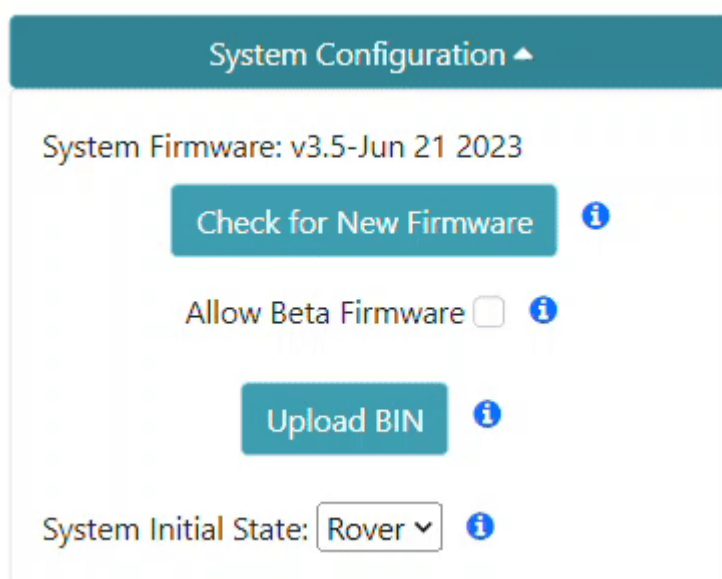 System Configuration
System Firmware: v3.5-Jun 21 2023
Check for New Firmware
Allow Beta Firmware
Upload BIN
System Initial State: Rover